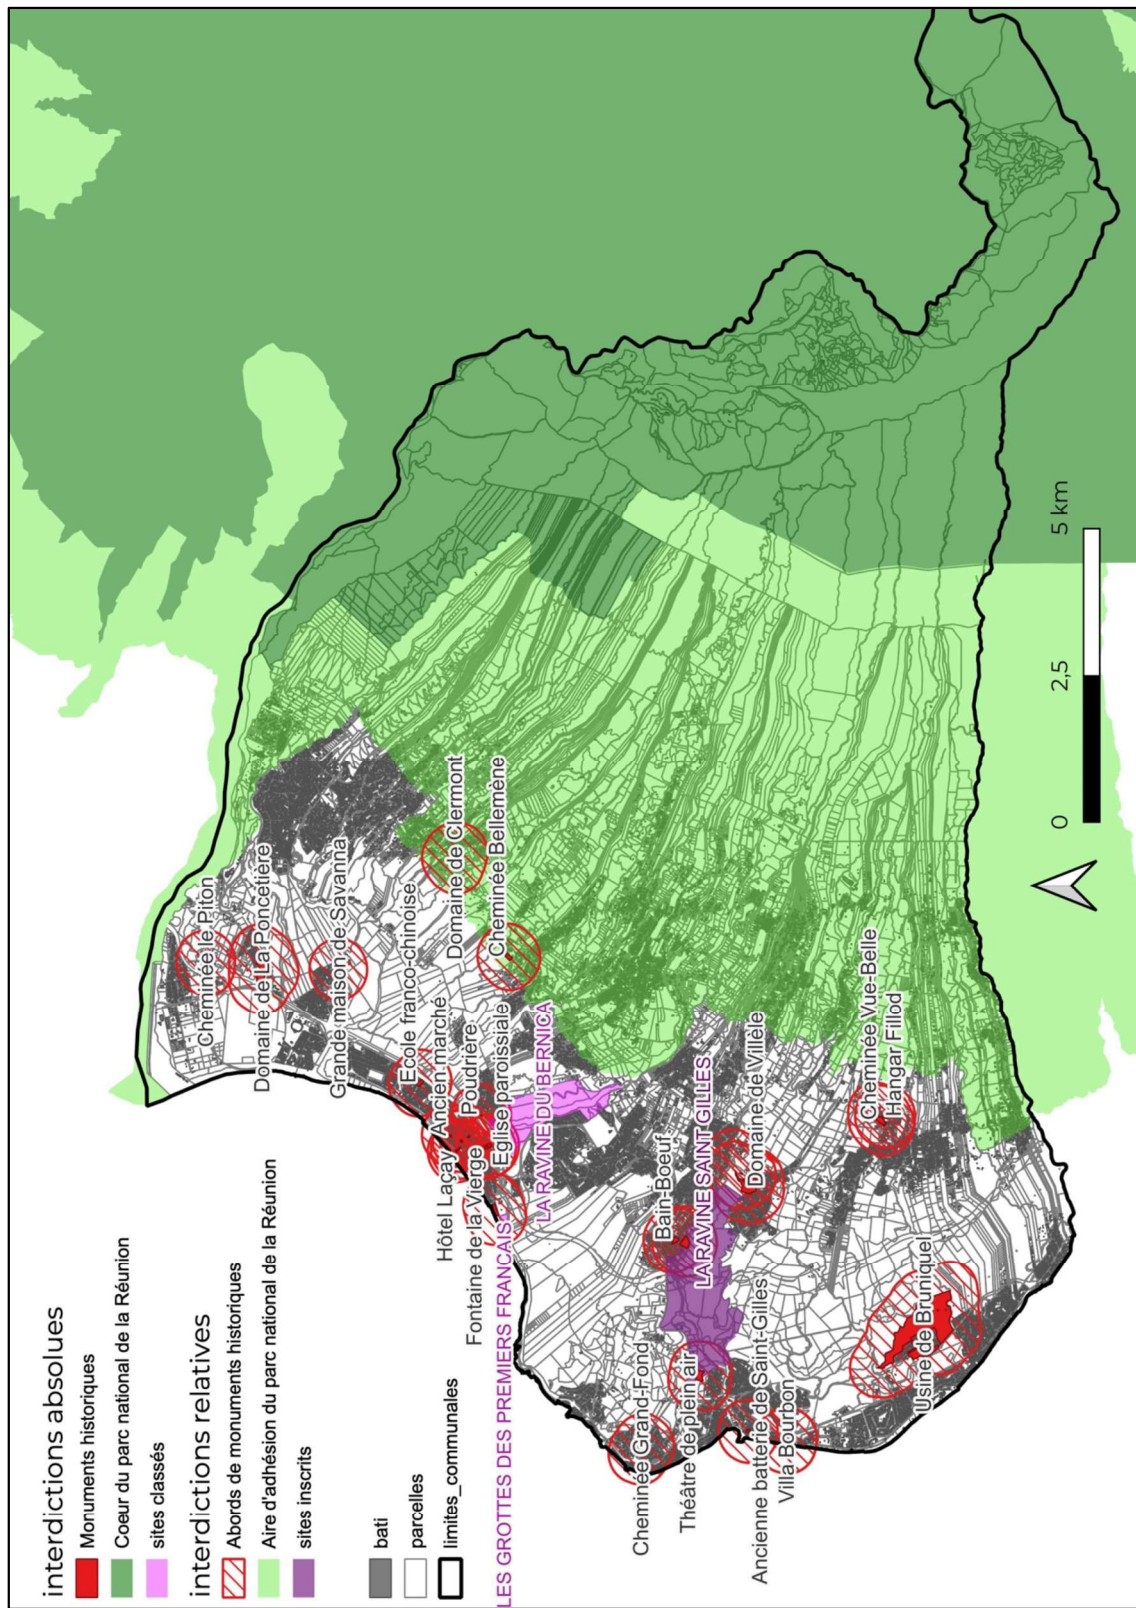 interdictions absolues
Monuments historiques
Coeur du parc national de la Réunion
sites classés
interdictions relatives
Abords de monuments historiques
Aire d'adhésion du parc national de la Réunion
sites inscrits
bati
parcelles
limites_communales
Cheminée le Piton
Domaine de La Poncetière
Grande maison de Savanna
Ecole franco-chinoise
Ancien marché
Hôtel Laçay
Poudrière
Fontaine de la Vierge
Eglise paroissiale
LES GROTTES DES PREMIERS FRANCAIS
LA RAVINE DU BERNICA
Domaine de Clermont
Cheminée Bellemène
Bain-Boeuf
LA RAVINE SAINT GILLES
Domaine de Villèle
Cheminée Grand-Fond
Théâtre de plein air
Ancienne batterie de Saint-Gilles
Villa Bourbon
Cheminée Vue-Belle
Hangar Fillod
Usine de Bruniquel
0 2,5 5 km